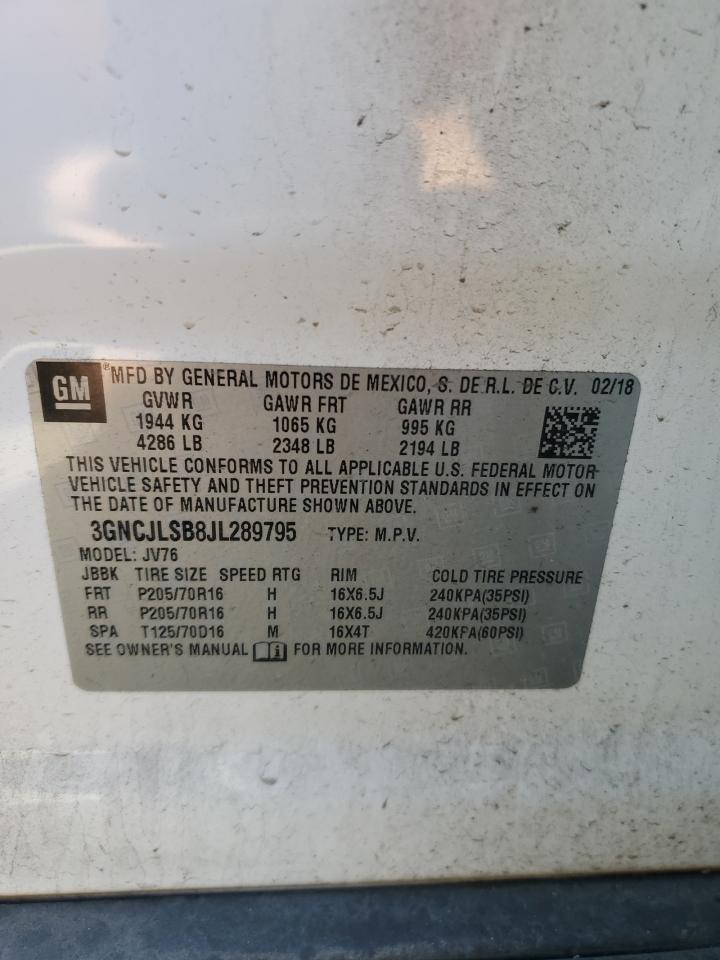 GM ®MFD BY GENERAL MOTORS DE MEXICO, S. DE R.L. DE C.V. 02/18
GVWR GAWR FRT GAWR RR
1944 KG 1065 KG 995 KG
4286 LB 2348 LB 2194 LB
THIS VEHICLE CONFORMS TO ALL APPLICABLE U.S. FEDERAL MOTOR
VEHICLE SAFETY AND THEFT PREVENTION STANDARDS IN EFFECT ON
THE DATE OF MANUFACTURE SHOWN ABOVE.
3GNCJLSB8JL289795 TYPE: M.P.V.
MODEL: JV76
JBBK TIRE SIZE SPEED RTG RIM COLD TIRE PRESSURE
FRT P205/70R16 H 16X6.5J 240KPA(35PSI)
RR P205/70R16 H 16X6.5J 240KPA(35PSI)
SPA T125/70D16 M 16X4T 420KPA(60PSI)
SEE OWNER'S MANUAL FOR MORE INFORMATION.